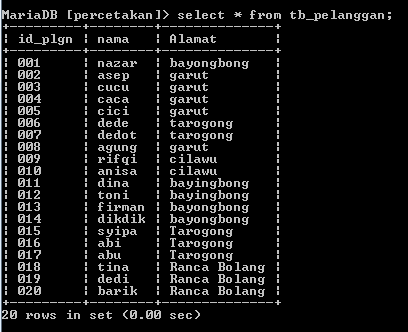 MariaDB [percetakan]> select * from tb_pelanggan;
+---------+--------+--------------+
| id_plgn | nama   | Alamat       |
+---------+--------+--------------+
| 001     | nazar  | bayongbong   |
| 002     | asep   | garut        |
| 003     | cucu   | garut        |
| 004     | caca   | garut        |
| 005     | cici   | garut        |
| 006     | dede   | tarogong     |
| 007     | dedot  | tarogong     |
| 008     | agung  | garut        |
| 009     | rifqi  | cilawu       |
| 010     | anisa  | cilawu       |
| 011     | dina   | bayingbong   |
| 012     | toni   | bayingbong   |
| 013     | firman | bayongbong   |
| 014     | dikdik | bayongbong   |
| 015     | syipa  | Tarogong     |
| 016     | abi    | Tarogong     |
| 017     | abu    | Tarogong     |
| 018     | tina   | Ranca Bolang |
| 019     | dedi   | Ranca Bolang |
| 020     | barik  | Ranca Bolang |
+---------+--------+--------------+
20 rows in set (0.00 sec)